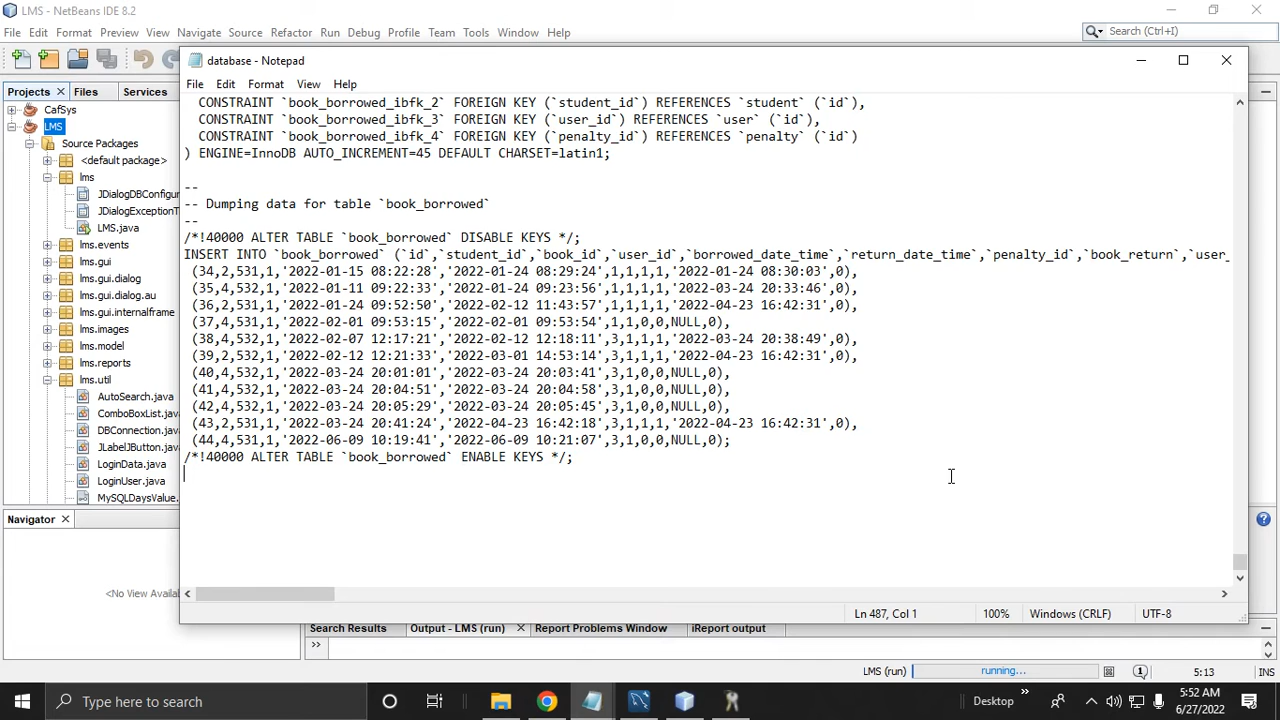 LMS - NetBeans IDE 8.2
File Edit Format Preview View Navigate Source Refactor Run Debug Profile Team Tools Window Help
Search (Ctrl+I)
database - Notepad
File Edit Format View Help
Projects Files Services
CafSys
LMS
Source Packages
<default package>
lms
JDialogDBConfigu
JDialogExceptionT
LMS.java
lms.events
lms.gui
lms.gui.dialog
lms.gui.dialog.au
lms.gui.internalframe
lms.images
lms.model
lms.reports
lms.util
AutoSearch.java
ComboBoxList.java
DBConnection.java
JLabelJButton.java
LoginData.java
LoginUser.java
MySQLDaysValue.
CONSTRAINT `book_borrowed_ibfk_2` FOREIGN KEY (`student_id`) REFERENCES `student` (`id`),
CONSTRAINT `book_borrowed_ibfk_3` FOREIGN KEY (`user_id`) REFERENCES `user` (`id`),
CONSTRAINT `book_borrowed_ibfk_4` FOREIGN KEY (`penalty_id`) REFERENCES `penalty` (`id`)
) ENGINE=InnoDB AUTO_INCREMENT=45 DEFAULT CHARSET=latin1;
--
-- Dumping data for table `book_borrowed`
--
/*!40000 ALTER TABLE `book_borrowed` DISABLE KEYS */;
INSERT INTO `book_borrowed` (`id`,`student_id`,`book_id`,`user_id`,`borrowed_date_time`,`return_date_time`,`penalty_id`,`book_return`,`user_
(34,2,531,1,'2022-01-15 08:22:28','2022-01-24 08:29:24',1,1,1,1,'2022-01-24 08:30:03',0),
(35,4,532,1,'2022-01-11 09:22:33','2022-01-24 09:23:56',1,1,1,1,'2022-03-24 20:33:46',0),
(36,2,531,1,'2022-01-24 09:52:50','2022-02-12 11:43:57',1,1,1,1,'2022-04-23 16:42:31',0),
(37,4,532,1,'2022-02-01 09:53:15','2022-02-01 09:53:54',1,1,0,0,NULL,0),
(38,4,532,1,'2022-02-07 12:17:21','2022-02-12 12:18:11',3,1,1,1,'2022-03-24 20:38:49',0),
(39,2,532,1,'2022-02-12 12:21:33','2022-03-01 14:53:14',3,1,1,1,'2022-04-23 16:42:31',0),
(40,4,532,1,'2022-03-24 20:01:01','2022-03-24 20:03:41',3,1,0,0,NULL,0),
(41,4,532,1,'2022-03-24 20:04:51','2022-03-24 20:04:58',3,1,0,0,NULL,0),
(42,4,532,1,'2022-03-24 20:05:29','2022-03-24 20:05:45',3,1,0,0,NULL,0),
(43,2,532,1,'2022-03-24 20:41:24','2022-04-23 16:42:18',3,1,1,1,'2022-04-23 16:42:31',0),
(44,4,531,1,'2022-06-09 10:19:41','2022-06-09 10:21:07',3,1,0,0,NULL,0);
/*!40000 ALTER TABLE `book_borrowed` ENABLE KEYS */;
Navigator
<No View Availa
Ln 487, Col 1 100% Windows (CRLF) UTF-8
Search Results Output - LMS (run) Report Problems Window iReport output
>>
LMS (run) running... 1 5:13 INS
Type here to search
Desktop
5:52 AM
6/27/2022